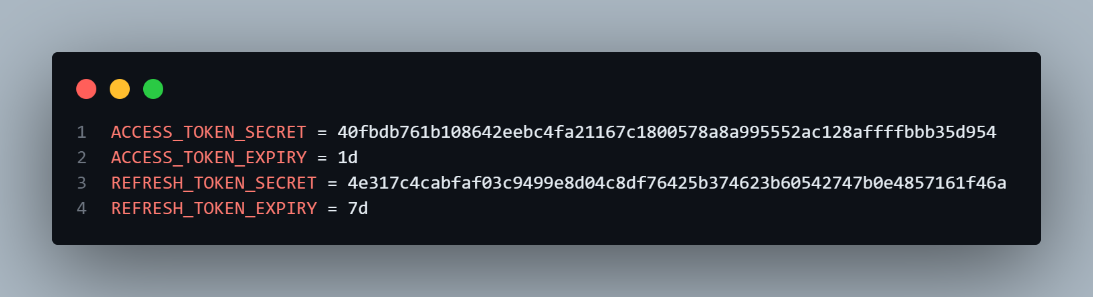 1 ACCESS_TOKEN_SECRET = 40fbdb761b108642eebc4fa21167c1800578a8a995552ac128affffbbb35d954
2 ACCESS_TOKEN_EXPIRY = 1d
3 REFRESH_TOKEN_SECRET = 4e317c4cabfaf03c9499e8d04c8df76425b374623b60542747b0e4857161f46a
4 REFRESH_TOKEN_EXPIRY = 7d